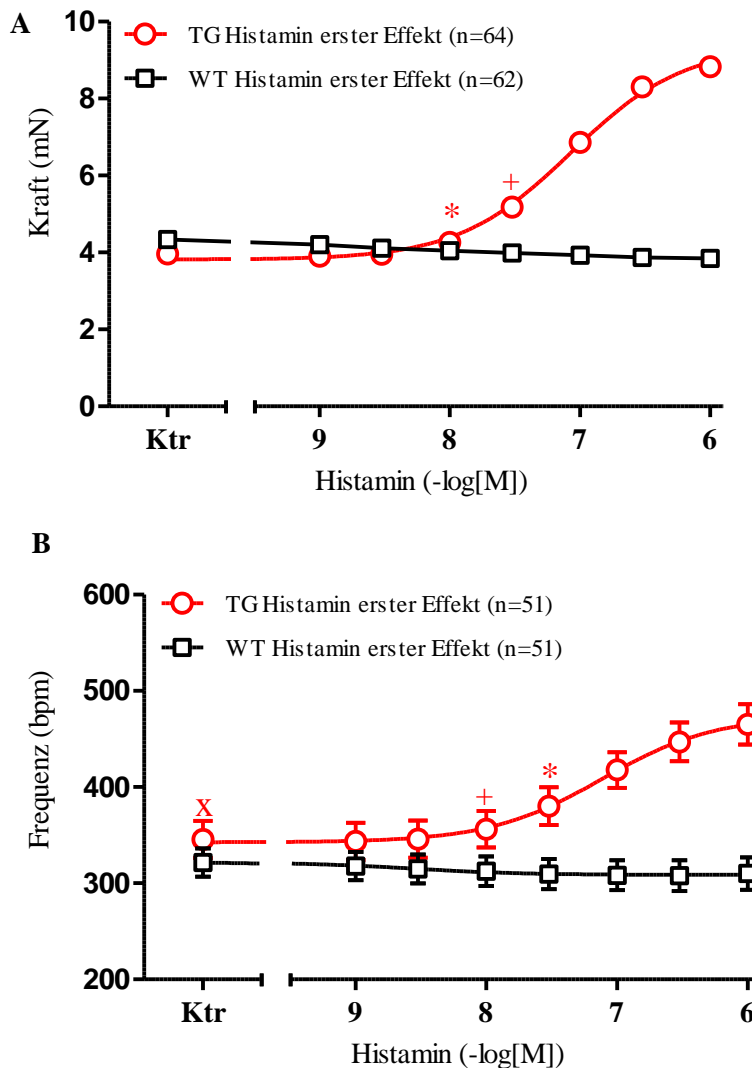 A
TG Histamin erster Effekt (n=64)
WT Histamin erster Effekt (n=62)
Kraft (mN)
10
8
6
4
2
0
*
+
Ktr
9
8
7
6
Histamin (-log[M])
B
TG Histamin erster Effekt (n=51)
WT Histamin erster Effekt (n=51)
Frequenz (bpm)
600
500
400
300
200
x
+
*
Ktr
9
8
7
6
Histamin (-log[M])